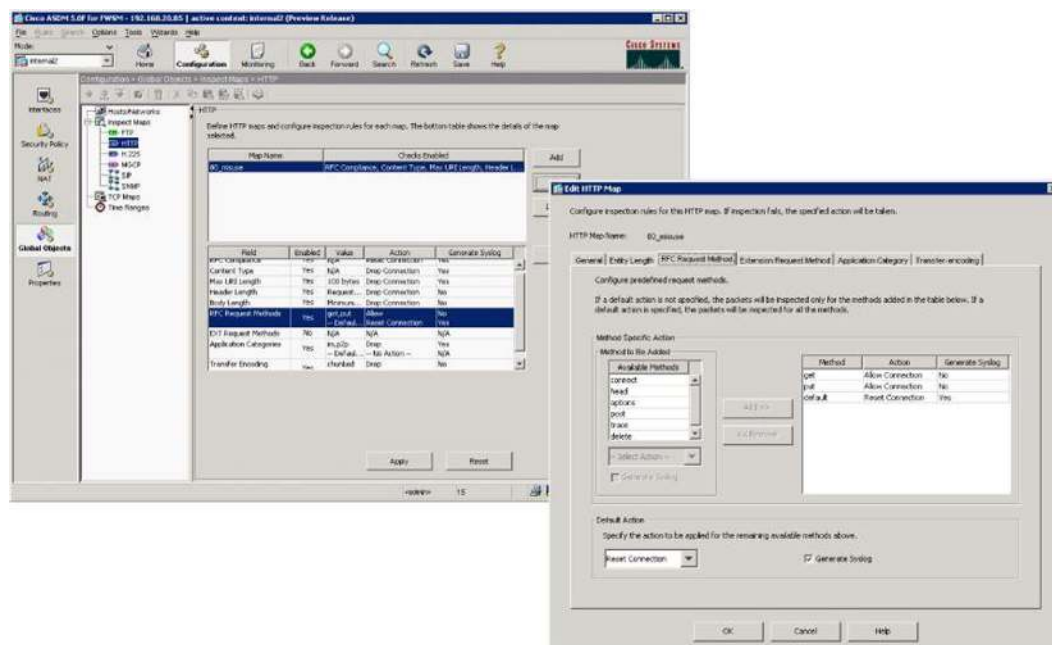 Cisco ASDM 5.0F for FWSM - 192.168.20.85 | active context: internal2 (Preview Release)
File Rules Search Options Tools Wizards Help
Mode:
internal2
Home
Configuration
Monitoring
Back
Forward
Search
Refresh
Save
Help
CISCO SYSTEMS
Configuration > Global Objects > Inspect Maps > HTTP
Interfaces
Security Policy
NAT
Routing
Global Objects
Properties
Hosts/Networks
Inspect Maps
FTP
HTTP
H.225
MGCP
SIP
SNMP
TCP Maps
Time Ranges
HTTP
Define HTTP maps and configure inspection rules for each map. The bottom table shows the details of the map
selected.
Map Name Checks Enabled
80_misuse RFC Compliance, Content Type, Max URI Length, Header L...
Add
Field Enabled Value Action Generate Syslog
RFC Compliance Yes N/A Reset Connection Yes
Content Type Yes N/A Drop Connection Yes
Max URI Length Yes 100 bytes Drop Connection Yes
Header Length Yes Request... Drop Connection No
Body Length Yes Minimum... Drop Connection No
RFC Request Methods Yes get,put Allow No
-- Defaul... Reset Connection Yes
EXT Request Methods No N/A N/A N/A
Application Categories Yes im,p2p Drop Yes
-- Defaul... -- No Action -- N/A
Transfer Encoding Yes chunked Drop No
Apply
Reset
<admin> 15
Edit HTTP Map
Configure inspection rules for this HTTP map. If inspection fails, the specified action will be taken.
HTTP Map Name: 80_misuse
General Entity Length RFC Request Method Extension Request Method Application Category Transfer-encoding
Configure predefined request methods.
If a default action is not specified, the packets will be inspected only for the methods added in the table below. If a
default action is specified, the packets will be inspected for all the methods.
Method Specific Action
Method to Be Added
Available Methods
connect
head
options
post
trace
delete
-- Select Action --
Generate Syslog
Add >>
<< Remove
Method Action Generate Syslog
get Allow Connection No
put Allow Connection No
default Reset Connection Yes
Default Action
Specify the action to be applied for the remaining available methods above.
Reset Connection
Generate Syslog
OK
Cancel
Help